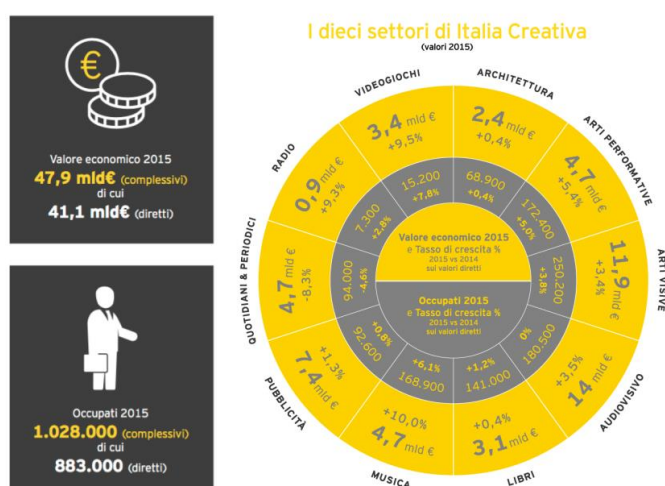 €
Valore economico 2015
47,9 mld€ (complessivi)
di cui
41,1 mld€ (diretti)
Occupati 2015
1.028.000 (complessivi)
di cui
883.000 (diretti)
I dieci settori di Italia Creativa
(valori 2015)
ARCHITETTURA
2,4 mld €
+0,4%
68.900
+0,4%
ARTI PERFORMATIVE
4,7 mld €
+5,4%
172.400
+5,0%
ARTI VISIVE
11,9 mld €
+3,4%
250.200
+3,8%
AUDIOVISIVO
14 mld €
+3,5%
180.500
0%
LIBRI
3,1 mld €
+0,4%
141.000
+1,2%
MUSICA
4,7 mld €
+10,0%
168.900
+6,1%
PUBBLICITÀ
7,4 mld €
+1,3%
92.600
+0,8%
QUOTIDIANI & PERIODICI
4,7 mld €
-8,3%
94.000
-4,6%
RADIO
0,9 mld €
+9,3%
7.300
+2,8%
VIDEOGIOCHI
3,4 mld €
+9,5%
15.200
+7,8%
Valore economico 2015
e Tasso di crescita %
2015 vs 2014
sui valori diretti
Occupati 2015
e Tasso di crescita %
2015 vs 2014
sui valori diretti